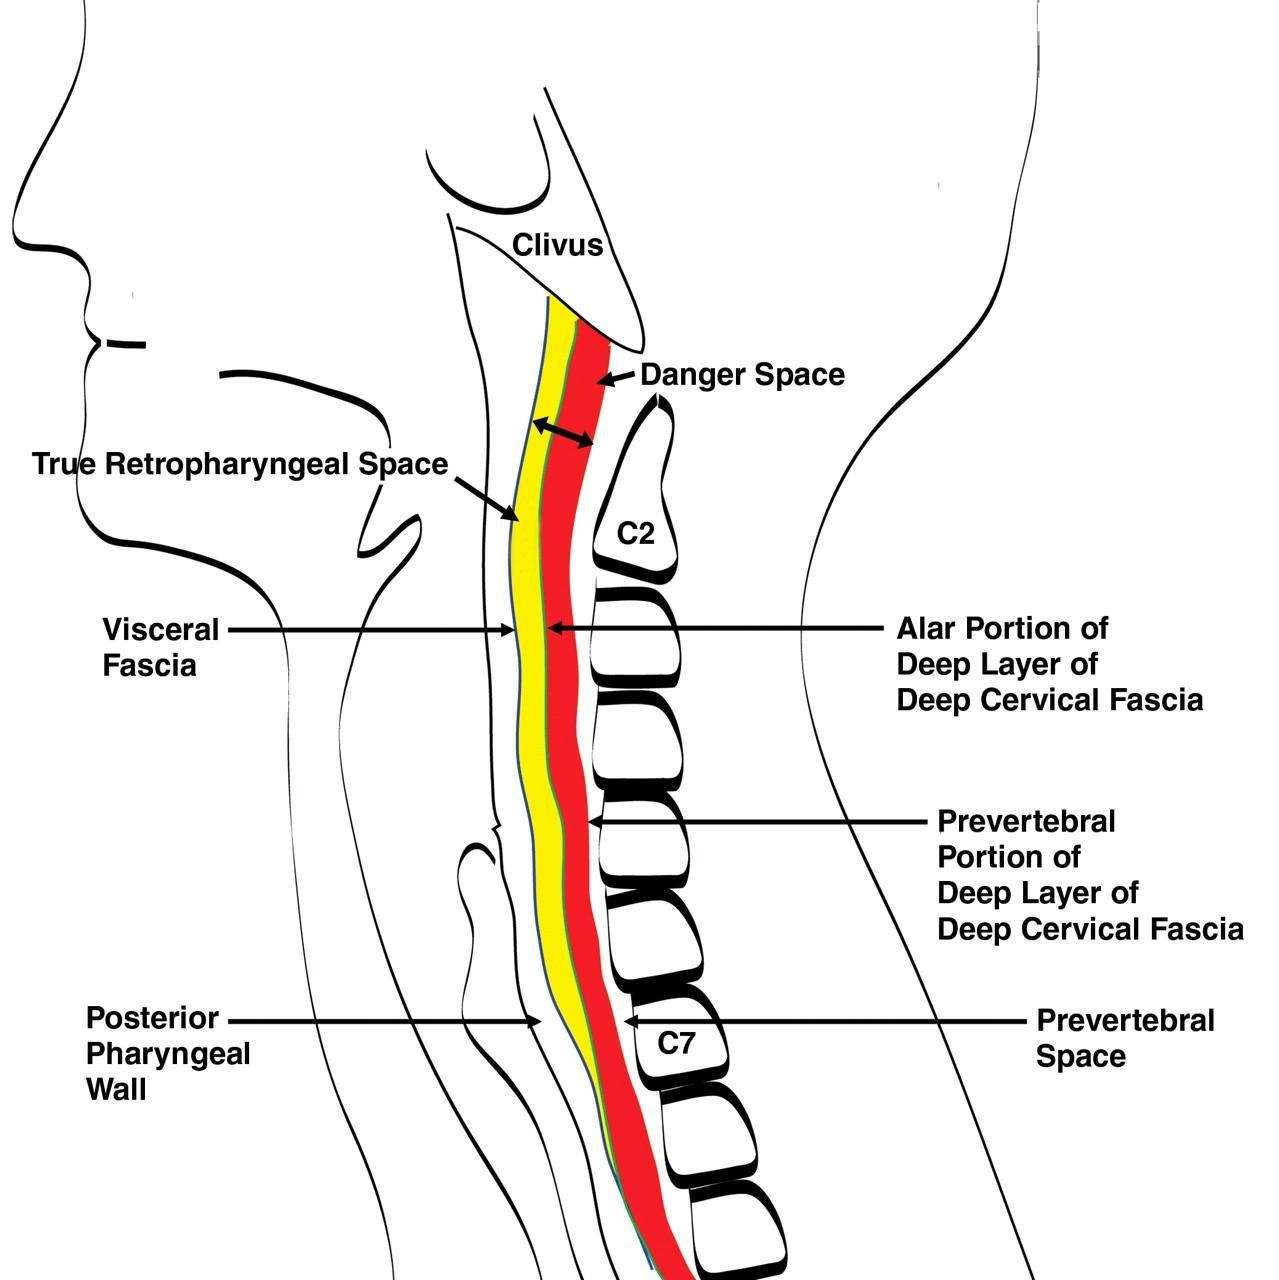 Clivus
Danger Space
True Retropharyngeal Space
C2
Visceral
Fascia
Alar Portion of
Deep Layer of
Deep Cervical Fascia
Prevertebral
Portion of
Deep Layer of
Deep Cervical Fascia
Posterior
Pharyngeal
Wall
C7
Prevertebral
Space